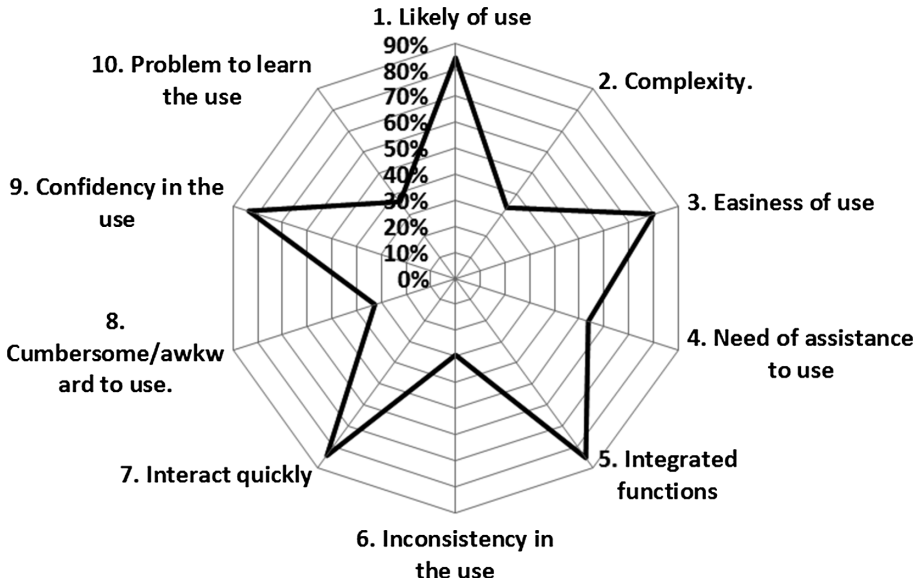 1. Likely of use
90%
80%
70%
60%
50%
40%
30%
20%
10%
0%
2. Complexity.
3. Easiness of use
4. Need of assistance
to use
5. Integrated
functions
6. Inconsistency in
the use
7. Interact quickly
8.
Cumbersome/awkw
ard to use.
9. Confidency in the
use
10. Problem to learn
the use